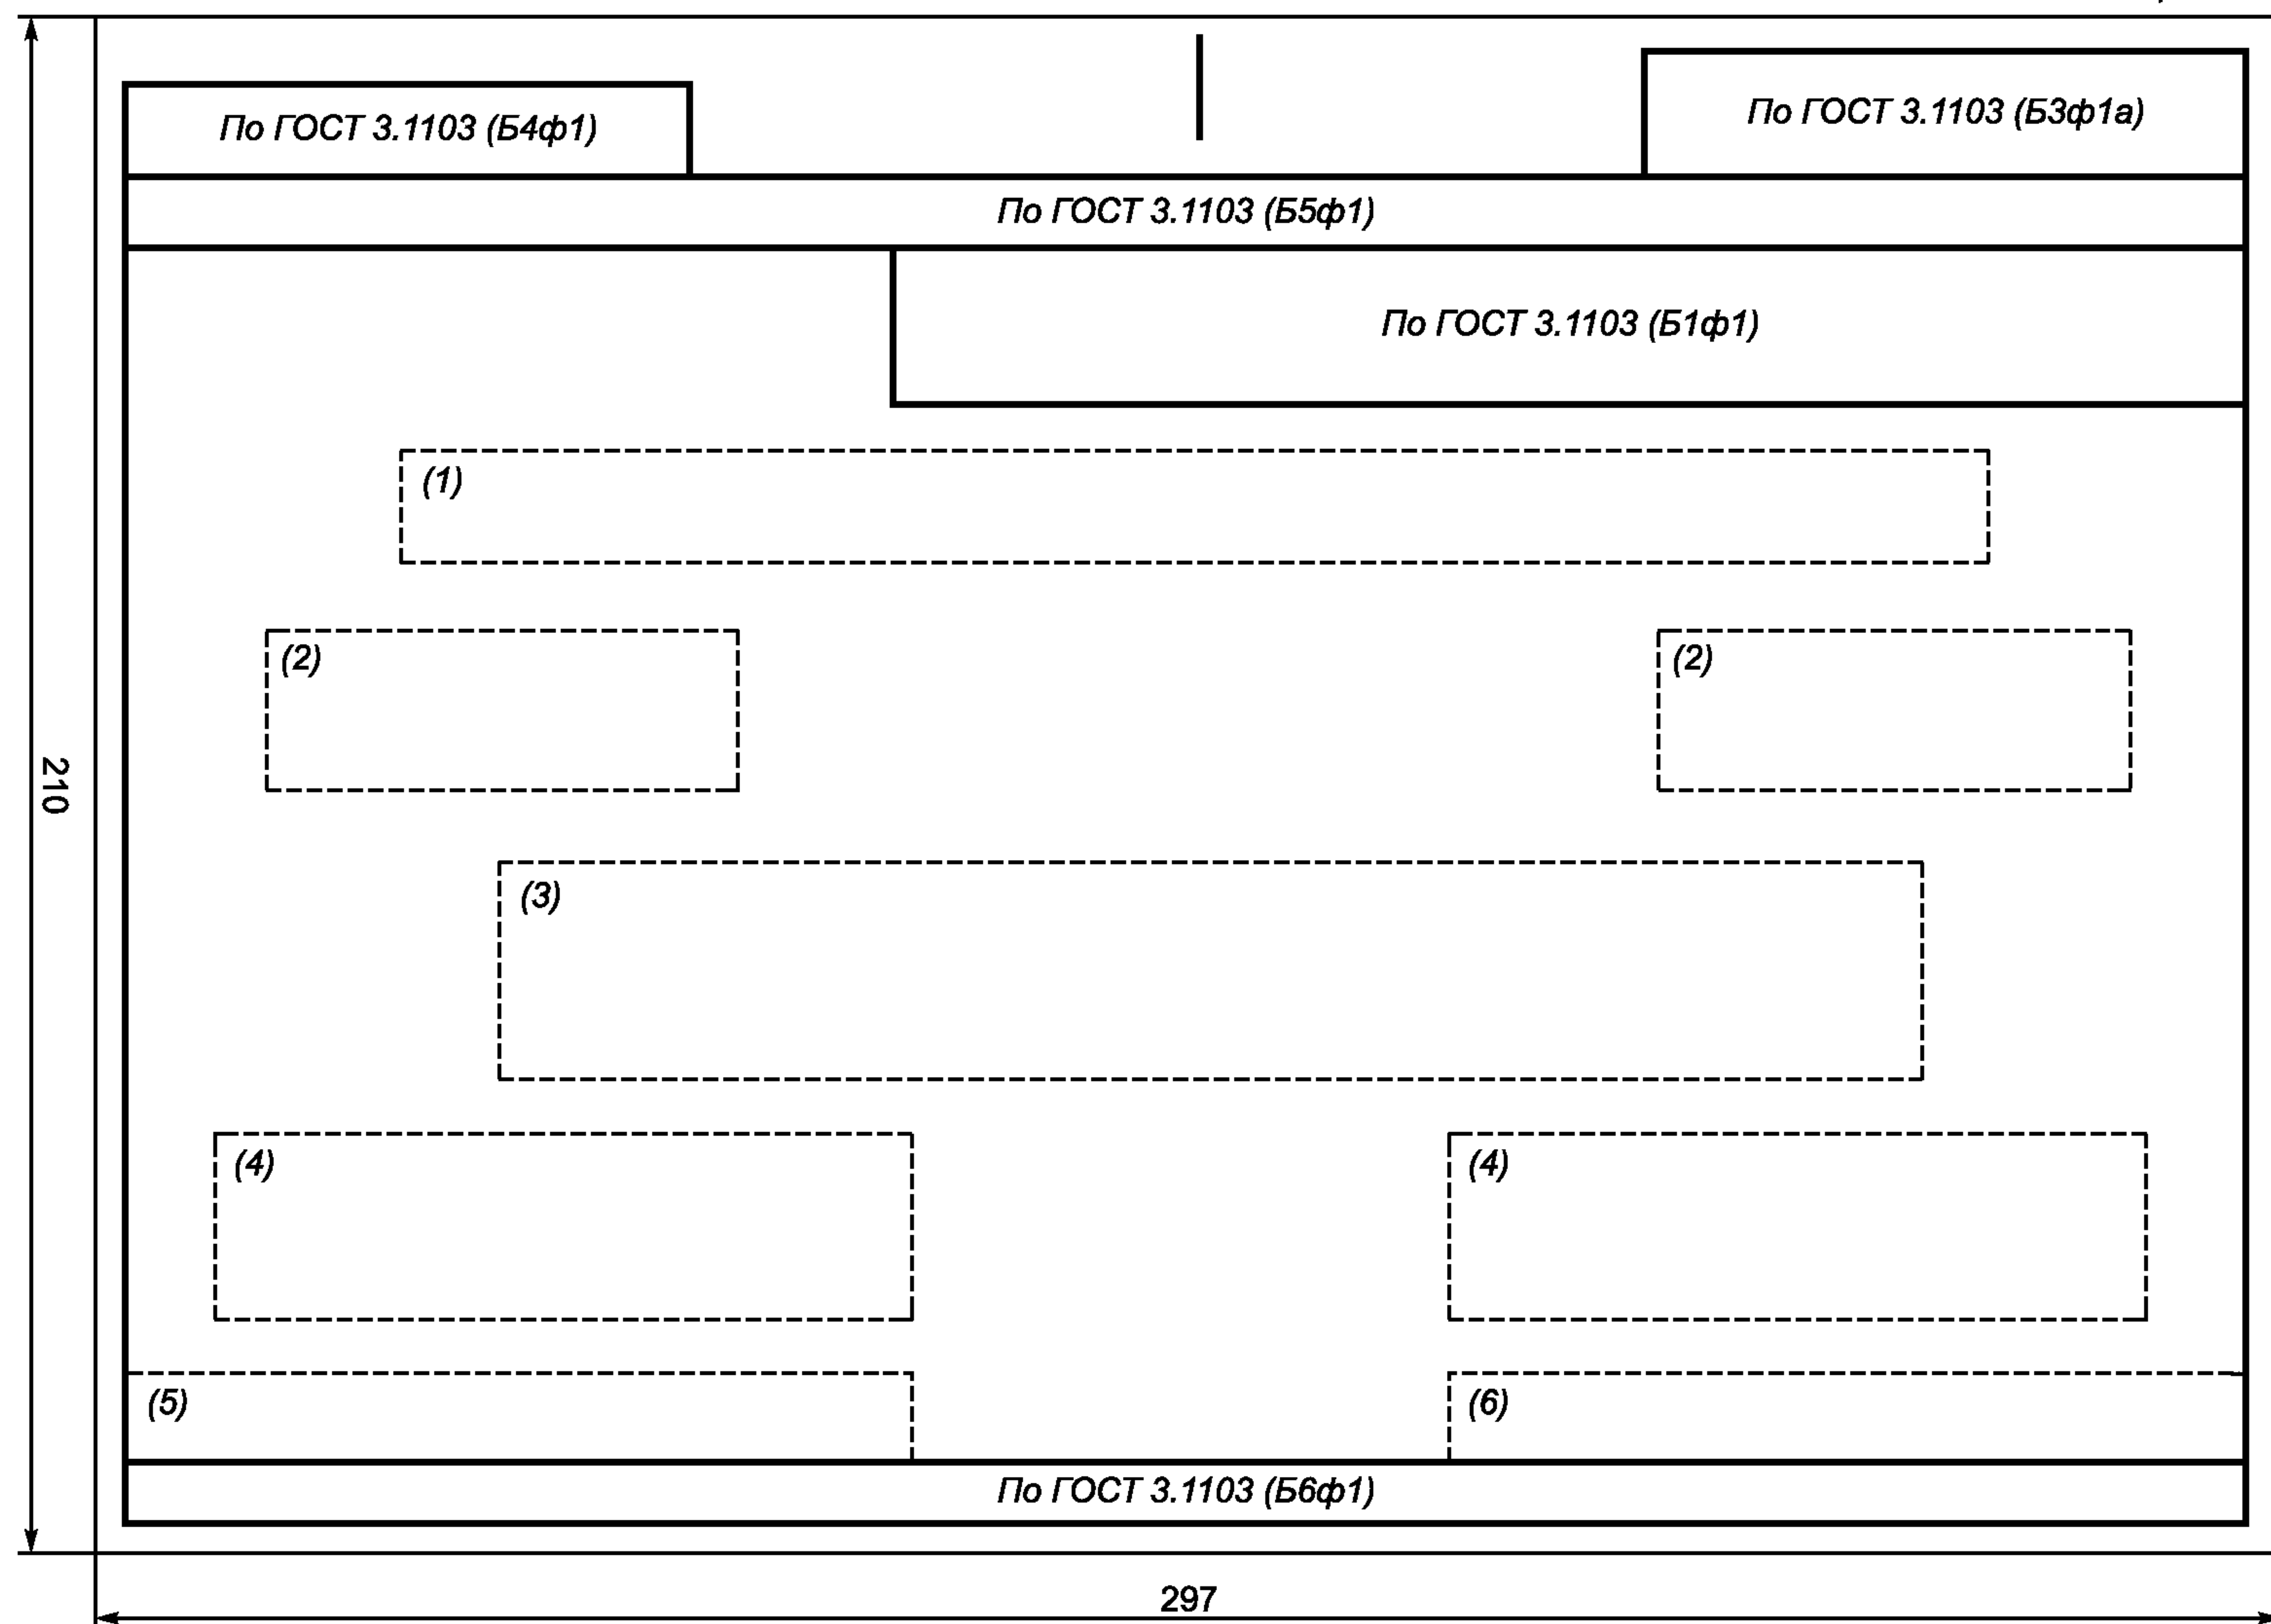 По ГОСТ 3.1103 (Б4ф1)
По ГОСТ 3.1103 (Б3ф1а)
По ГОСТ 3.1103 (Б5ф1)
По ГОСТ 3.1103 (Б1ф1)
(1)
(2)
(2)
210
(3)
(4)
(4)
(5)
(6)
По ГОСТ 3.1103 (Б6ф1)
297